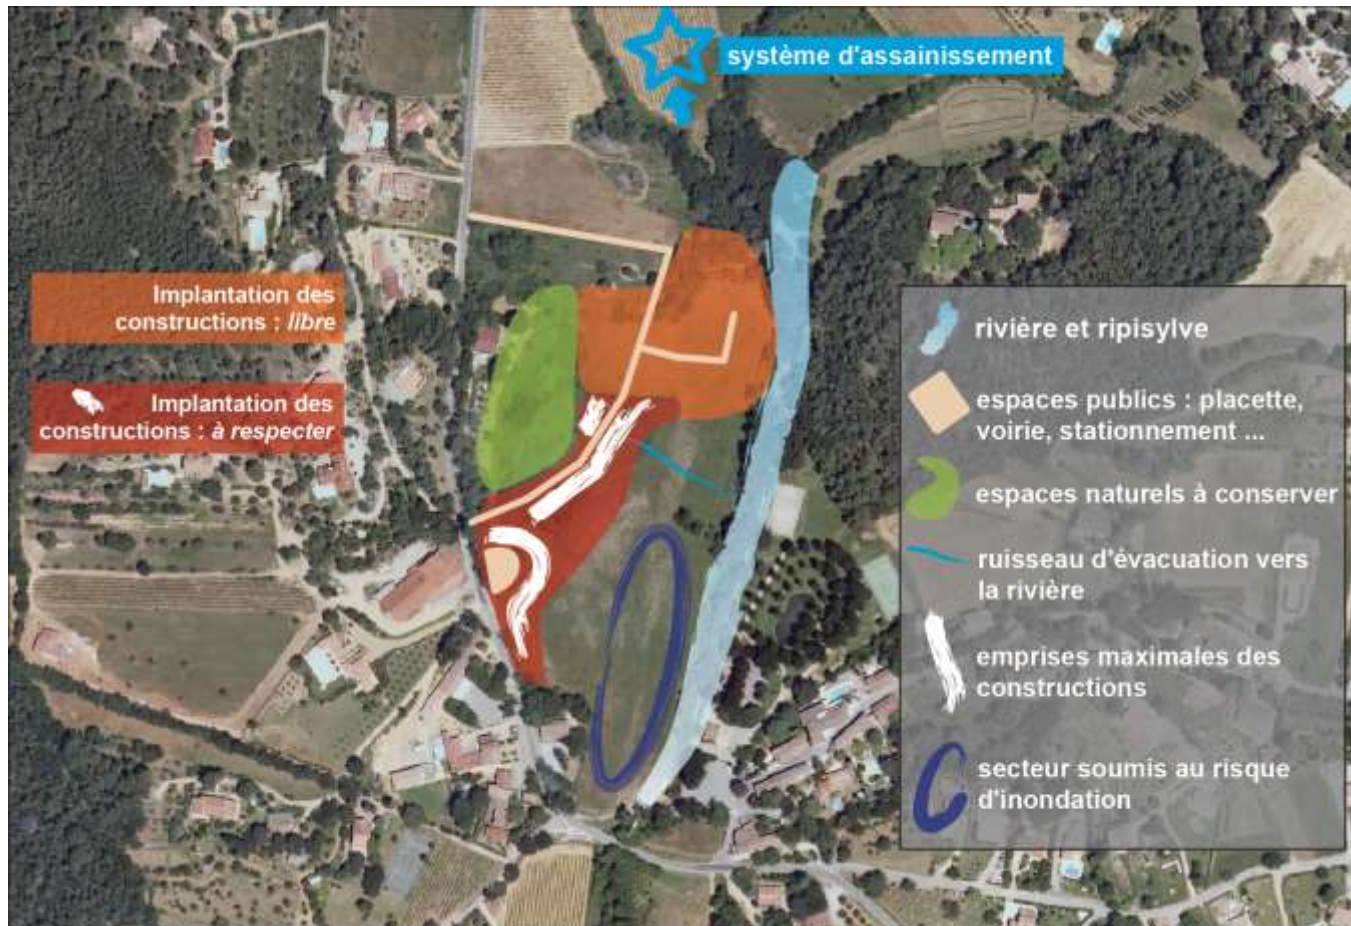 système d'assainissement
Implantation des
constructions : libre
Implantation des
constructions : à respecter
rivière et ripisylve
espaces publics : placette,
voirie, stationnement ...
espaces naturels à conserver
ruisseau d'évacuation vers
la rivière
emprises maximales des
constructions
secteur soumis au risque
d'inondation